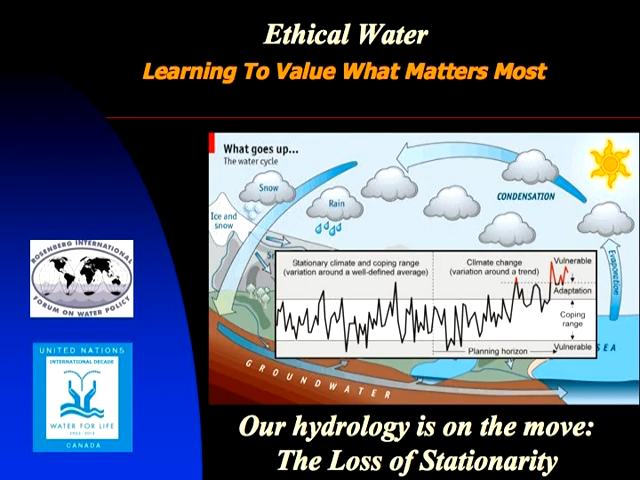 Ethical Water
Learning To Value What Matters Most
What goes up...
The water cycle
Snow
Rain
CONDENSATION
Ice and
snow
Evaporation
Stationary climate and coping range
(variation around a well-defined average)
Climate change
(variation around a trend)
Vulnerable
Adaptation
Coping
range
Vulnerable
Planning horizon
SEA
GROUNDWATER
ROSENBERG INTERNATIONAL
FORUM ON WATER POLICY
UNITED NATIONS
INTERNATIONAL DECADE
WATER FOR LIFE
CANADA
Our hydrology is on the move:
The Loss of Stationarity